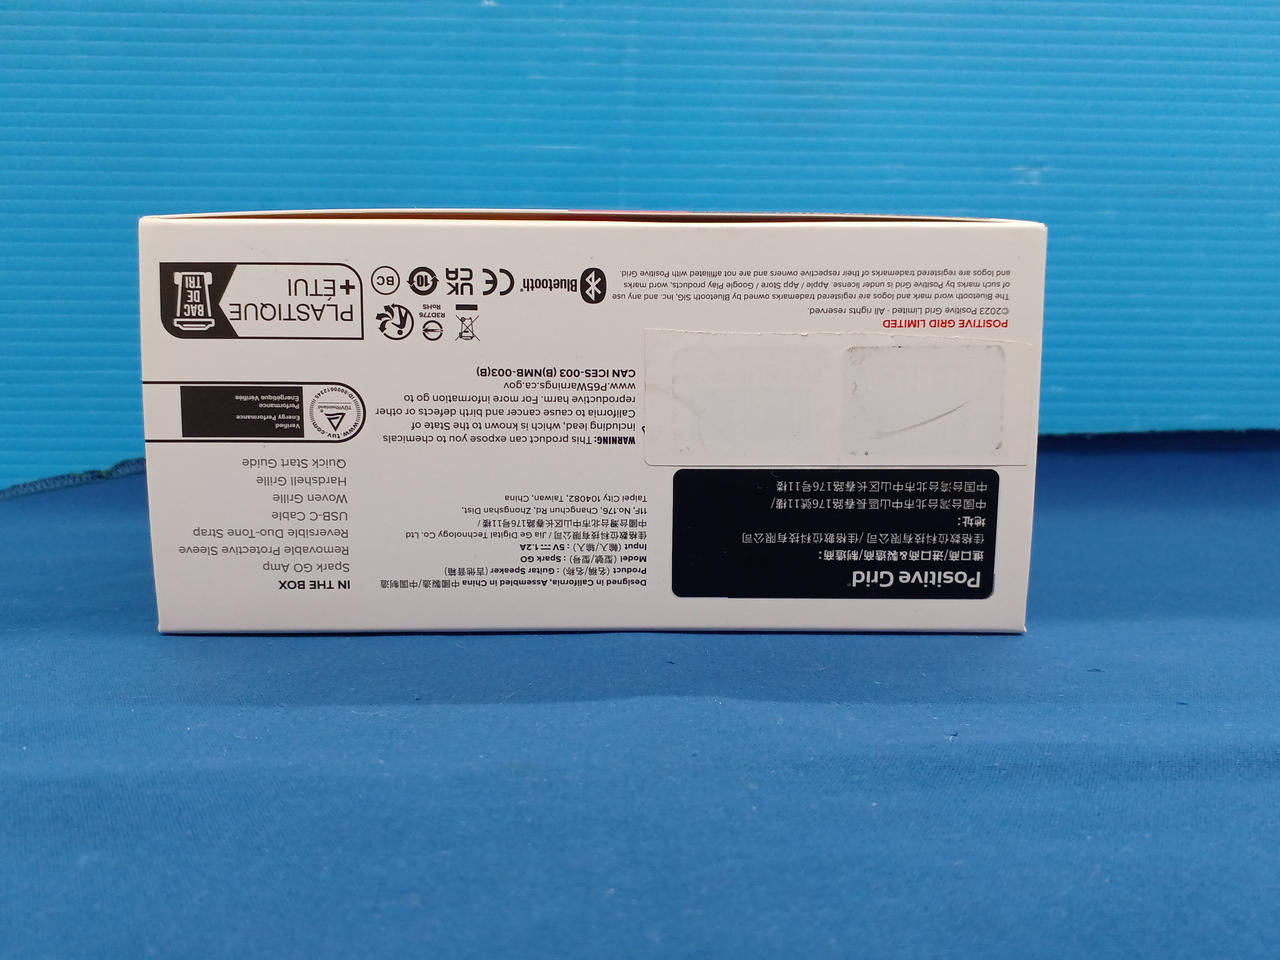 Positive Grid
進口商/进口商&製造商/制造商：
佳格數位科技有限公司/佳格数位科技有限公司
地址：
中國台灣台北市中山區長春路176號11樓/
中国台湾台北市中山区长春路176号11楼
Designed in California, Assembled in China 中國製造/中国制造
Product (名稱/名称) : Guitar Speaker (吉他音箱)
Model (型號/型号) : Spark GO
Input (輸入/输入) : 5V⎓1.2A
佳格數位科技有限公司 / Jia Ge Digital Technology Co. Ltd
中國台灣台北市中山區長春路176號11樓 /
11F, No.176, Changchun Rd, Zhongshan Dist,
Taipei City 104082, Taiwan, China
WARNING: This product can expose you to chemicals
including lead, which is known to the State of
California to cause cancer and birth defects or other
reproductive harm. For more information go to
www.P65Warnings.ca.gov
CAN ICES-003 (B)/NMB-003(B)
IN THE BOX
Spark GO Amp
Removable Protective Sleeve
Reversible Duo-Tone Strap
USB-C Cable
Woven Grille
Hardshell Grille
Quick Start Guide
www.tuv.com
TÜVRheinland
Verified
Energy Performance
Performance
Energétique Vérifiée
POSITIVE GRID LIMITED
©2023 Positive Grid Limited - All rights reserved.
The Bluetooth word mark and logos are registered trademarks owned by Bluetooth SIG, Inc. and any use
of such marks by Positive Grid is under license. Apple / App Store / Google Play products, word marks
and logos are registered trademarks of their respective owners and are not affiliated with Positive Grid.
Bluetooth®
CE
UK
CA
10
BC
R3D776
RoHS
PLASTIQUE
+ÉTUI
BAC
DE
TRI